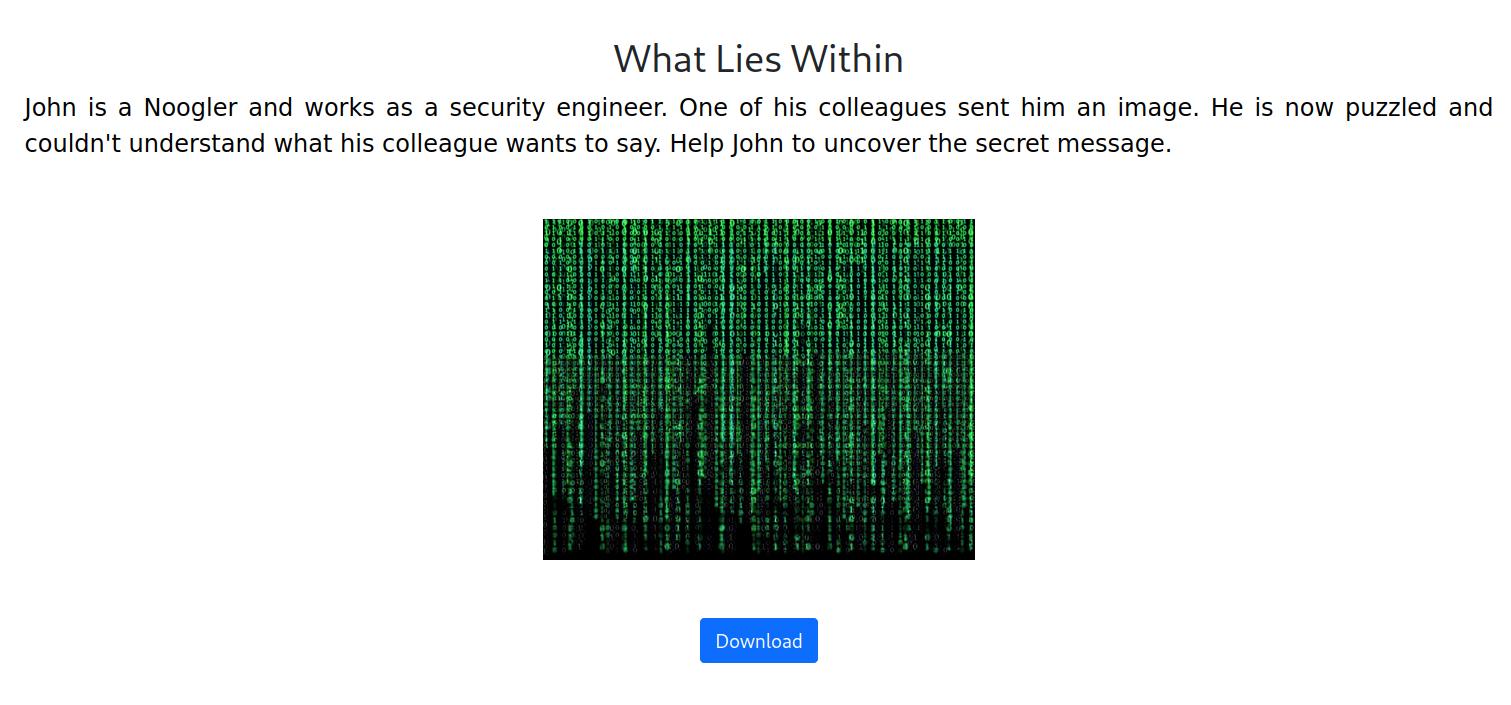 What Lies Within
John is a Noogler and works as a security engineer. One of his colleagues sent him an image. He is now puzzled and
couldn't understand what his colleague wants to say. Help John to uncover the secret message.
Download